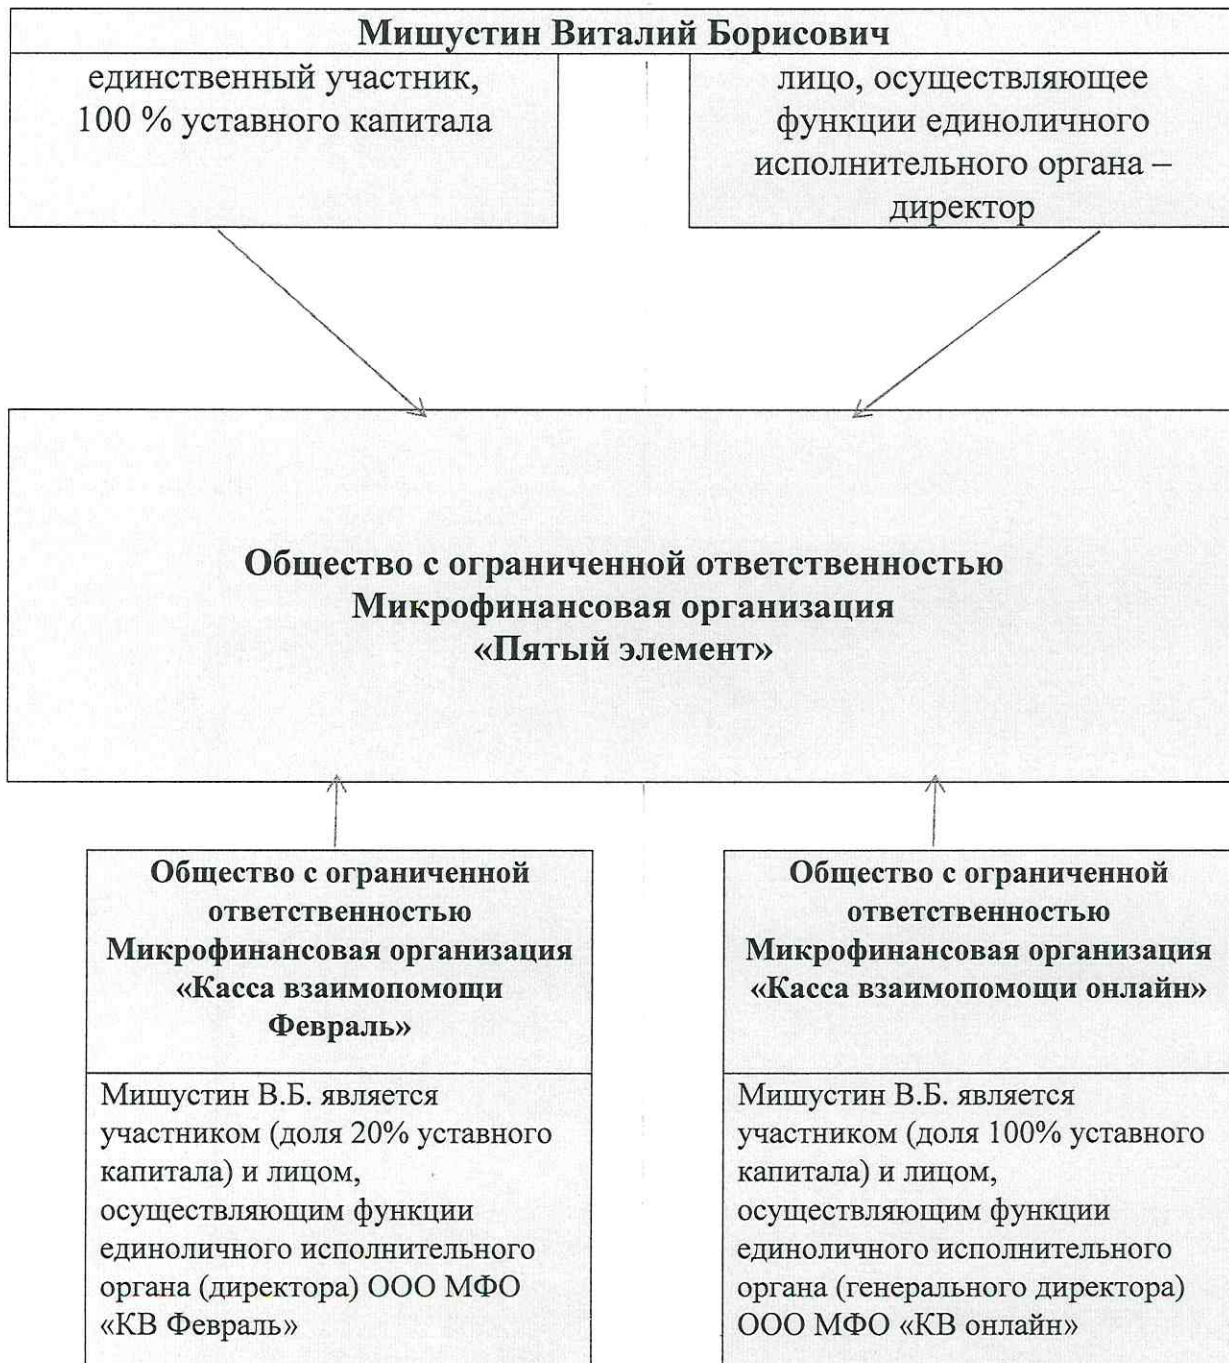 Мишустин Виталий Борисович
единственный участник,
100 % уставного капитала
лицо, осуществляющее
функции единоличного
исполнительного органа –
директор
Общество с ограниченной ответственностью
Микрофинансовая организация
«Пятый элемент»
Общество с ограниченной
ответственностью
Микрофинансовая организация
«Касса взаимопомощи
Февраль»
Мишустин В.Б. является
участником (доля 20% уставного
капитала) и лицом,
осуществляющим функции
единоличного исполнительного
органа (директора) ООО МФО
«КВ Февраль»
Общество с ограниченной
ответственностью
Микрофинансовая организация
«Касса взаимопомощи онлайн»
Мишустин В.Б. является
участником (доля 100% уставного
капитала) и лицом,
осуществляющим функции
единоличного исполнительного
органа (генерального директора)
ООО МФО «КВ онлайн»